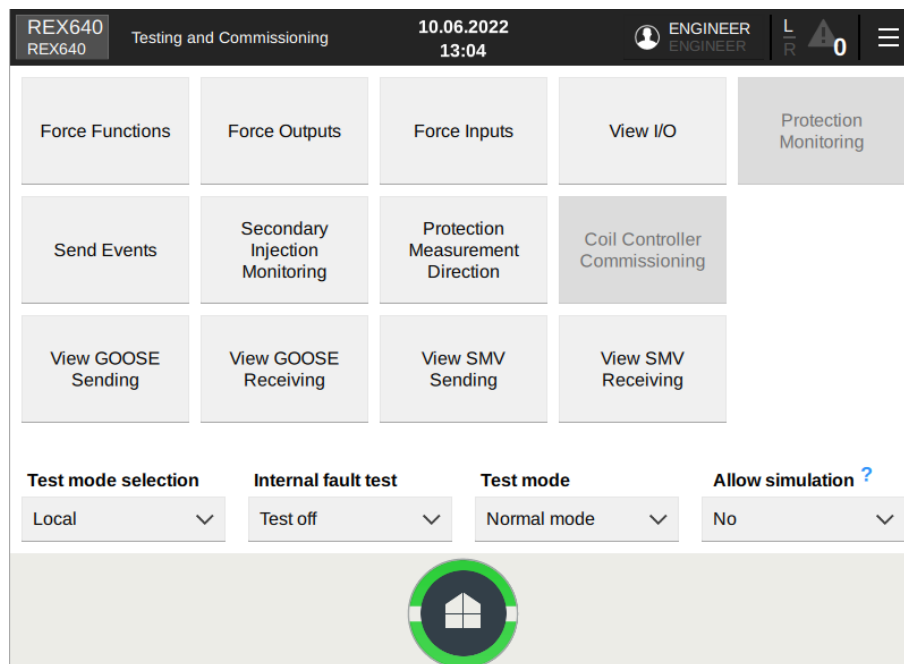 REX640
REX640
Testing and Commissioning
10.06.2022
13:04
ENGINEER
ENGINEER
L
R
0
Force Functions
Force Outputs
Force Inputs
View I/O
Protection
Monitoring
Send Events
Secondary
Injection
Monitoring
Protection
Measurement
Direction
Coil Controller
Commissioning
View GOOSE
Sending
View GOOSE
Receiving
View SMV
Sending
View SMV
Receiving
Test mode selection
Internal fault test
Test mode
Allow simulation ?
Local
Test off
Normal mode
No